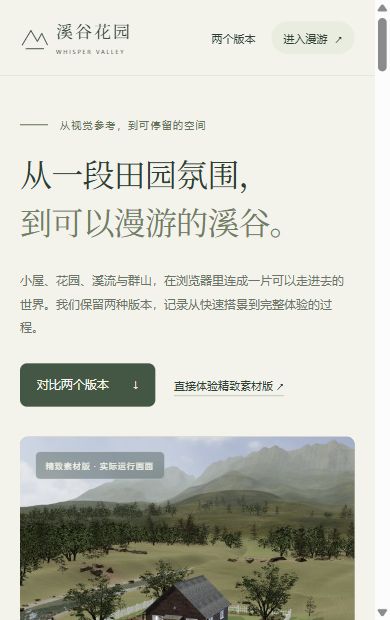 溪谷花园
WHISPER VALLEY
两个版本
进入漫游 ↗
从视觉参考，到可停留的空间
从一段田园氛围，
到可以漫游的溪谷。
小屋、花园、溪流与群山，在浏览器里连成一片可以走进去的
世界。我们保留两种版本，记录从快速搭景到完整体验的过
程。
对比两个版本 ↓
直接体验精致素材版 ↗
精致素材版 · 实际运行画面